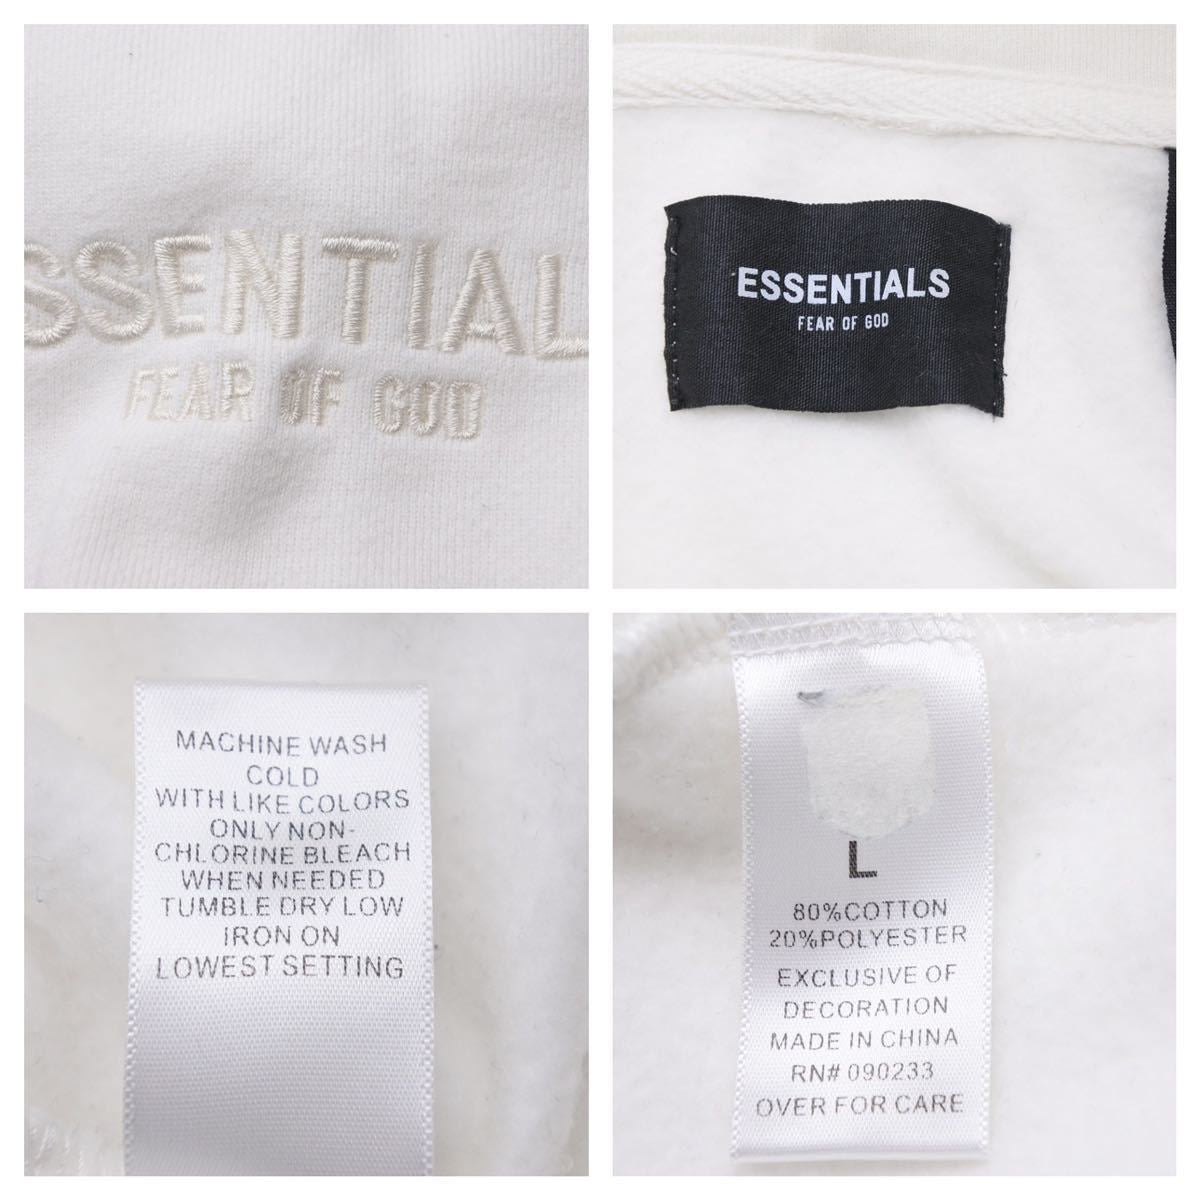 SSENTIAL
FEAR OF GOD
ESSENTIALS
FEAR OF GOD
MACHINE WASH
COLD
WITH LIKE COLORS
ONLY NON-
CHLORINE BLEACH
WHEN NEEDED
TUMBLE DRY LOW
IRON ON
LOWEST SETTING
L
80%COTTON
20%POLYESTER
EXCLUSIVE OF
DECORATION
MADE IN CHINA
RN# 090233
OVER FOR CARE